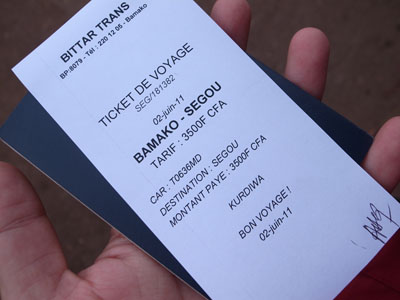 BITTAR TRANS
BP:8079 - Tél : 220 12 05 - Bamako
TICKET DE VOYAGE
SEG/181382
02-juin-11
BAMAKO - SEGOU
TARIF : 3500F CFA
CAR : T0636MD
DESTINATION : SEGOU
MONTANT PAYE : 3500F CFA
KURDIWA
BON VOYAGE !
02-juin-11